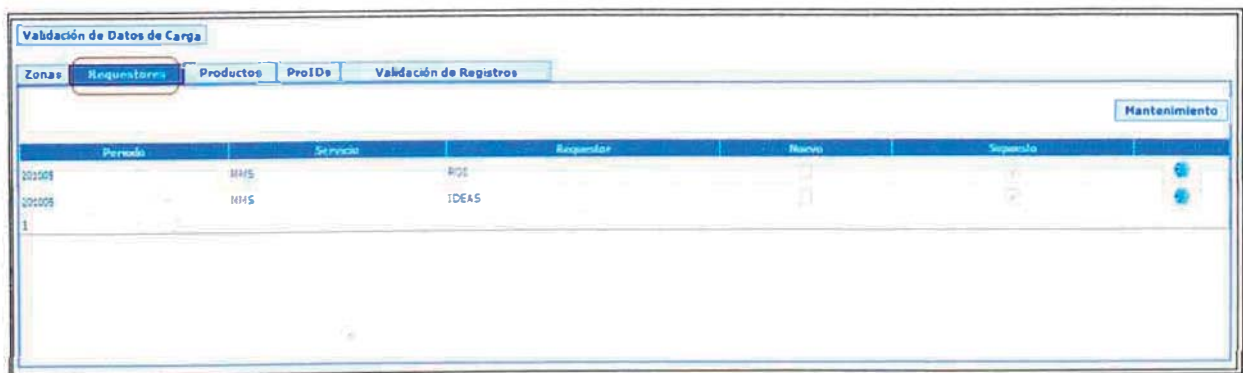 Validación de Datos de Carga
Zonas Requestores Productos ProIDs Validación de Registros
Mantenimiento
Periodo Servicio Requestor Nuevo Supuesto
201005 MMS ROI
201005 MMS IDEAS
1